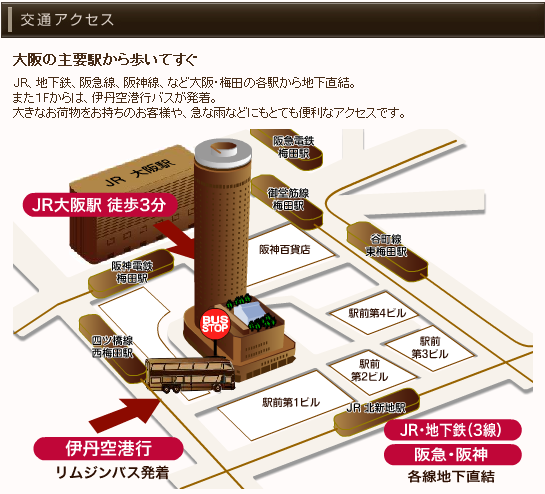 交通アクセス
大阪の主要駅から歩いてすぐ
JR、地下鉄、阪急線、阪神線、など大阪・梅田の各駅から地下直結。
また1Fからは、伊丹空港行バスが発着。
大きなお荷物をお持ちのお客様や、急な雨などにもとても便利なアクセスです。
阪急電鉄
梅田駅
JR 大阪駅
JR大阪駅 徒歩3分
御堂筋線
梅田駅
谷町線
東梅田駅
阪神百貨店
阪神電鉄
梅田駅
駅前第4ビル
BUS
STOP
四ツ橋線
西梅田駅
駅前
第3ビル
駅前
第2ビル
駅前第1ビル
JR 北新地駅
伊丹空港行
リムジンバス発着
JR・地下鉄(3線)
阪急・阪神
各線地下直結